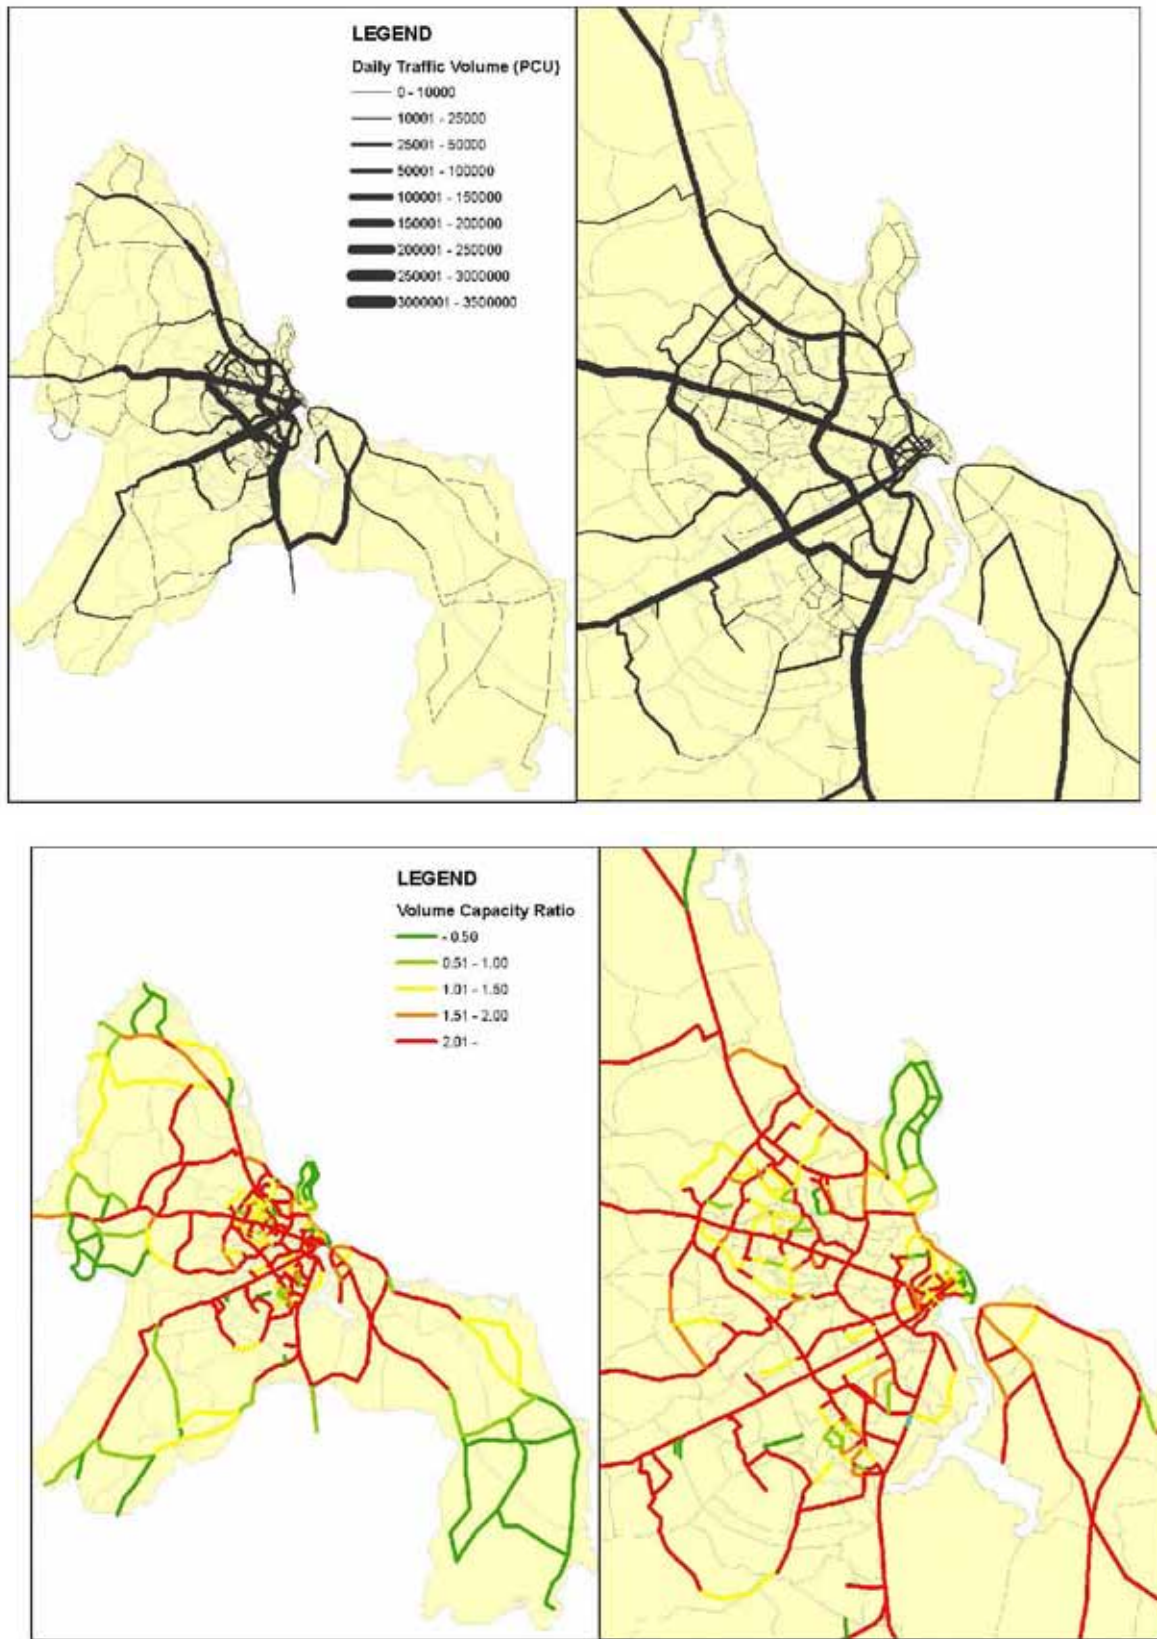 LEGEND
Daily Traffic Volume (PCU)
0 - 10000
10001 - 25000
25001 - 50000
50001 - 100000
100001 - 150000
150001 - 200000
200001 - 250000
250001 - 3000000
3000001 - 3500000
LEGEND
Volume Capacity Ratio
- 0.50
0.51 - 1.00
1.01 - 1.50
1.51 - 2.00
2.01 -